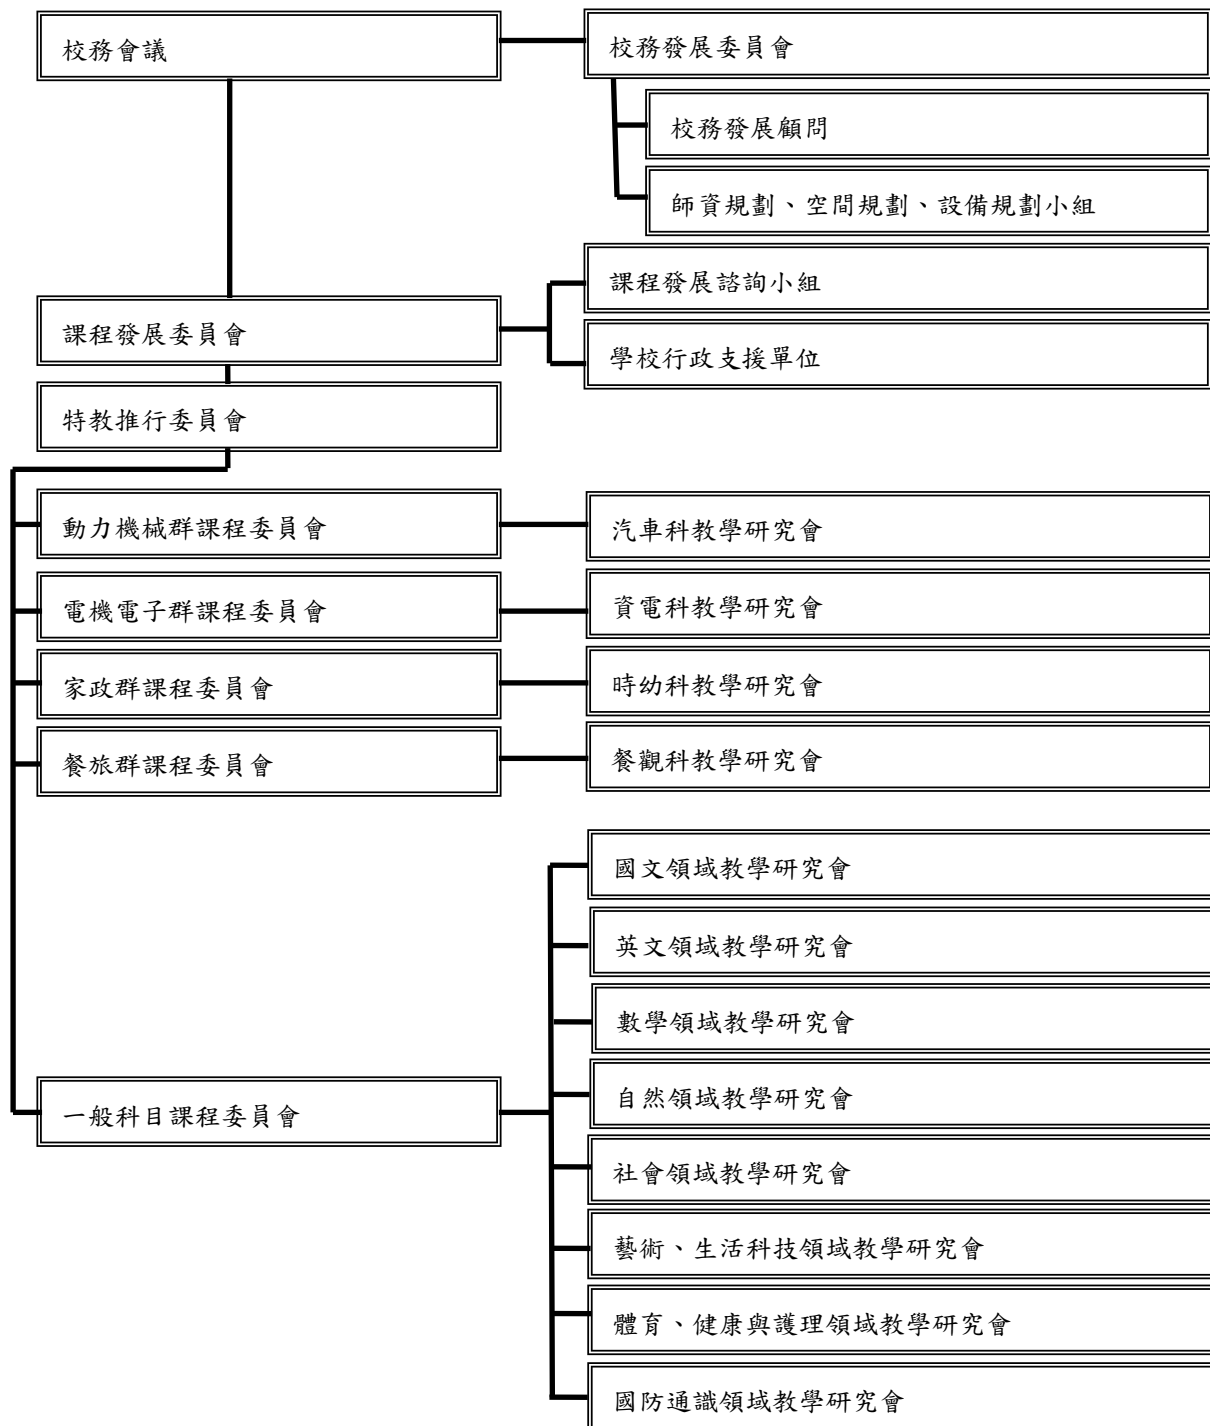 校務會議
校務發展委員會
校務發展顧問
師資規劃、空間規劃、設備規劃小組
課程發展諮詢小組
課程發展委員會
學校行政支援單位
特教推行委員會
動力機械群課程委員會
汽車科教學研究會
電機電子群課程委員會
資電科教學研究會
家政群課程委員會
時幼科教學研究會
餐旅群課程委員會
餐觀科教學研究會
國文領域教學研究會
英文領域教學研究會
數學領域教學研究會
自然領域教學研究會
一般科目課程委員會
社會領域教學研究會
藝術、生活科技領域教學研究會
體育、健康與護理領域教學研究會
國防通識領域教學研究會